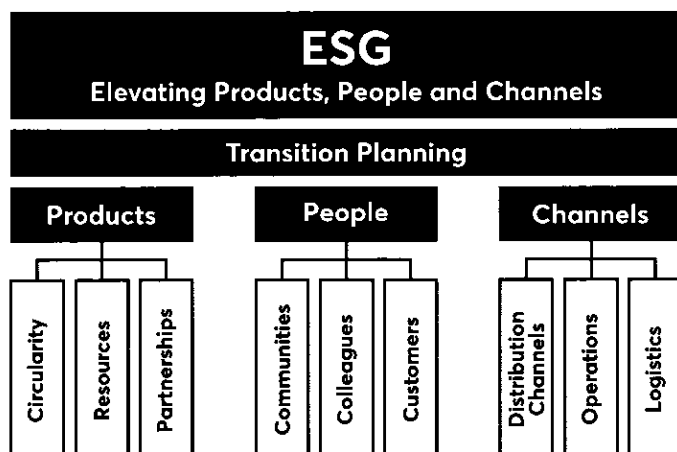 ESG
Elevating Products, People and Channels
Transition Planning
Products
People
Channels
Circularity
Resources
Partnerships
Communities
Colleagues
Customers
Distribution
Channels
Operations
Logistics